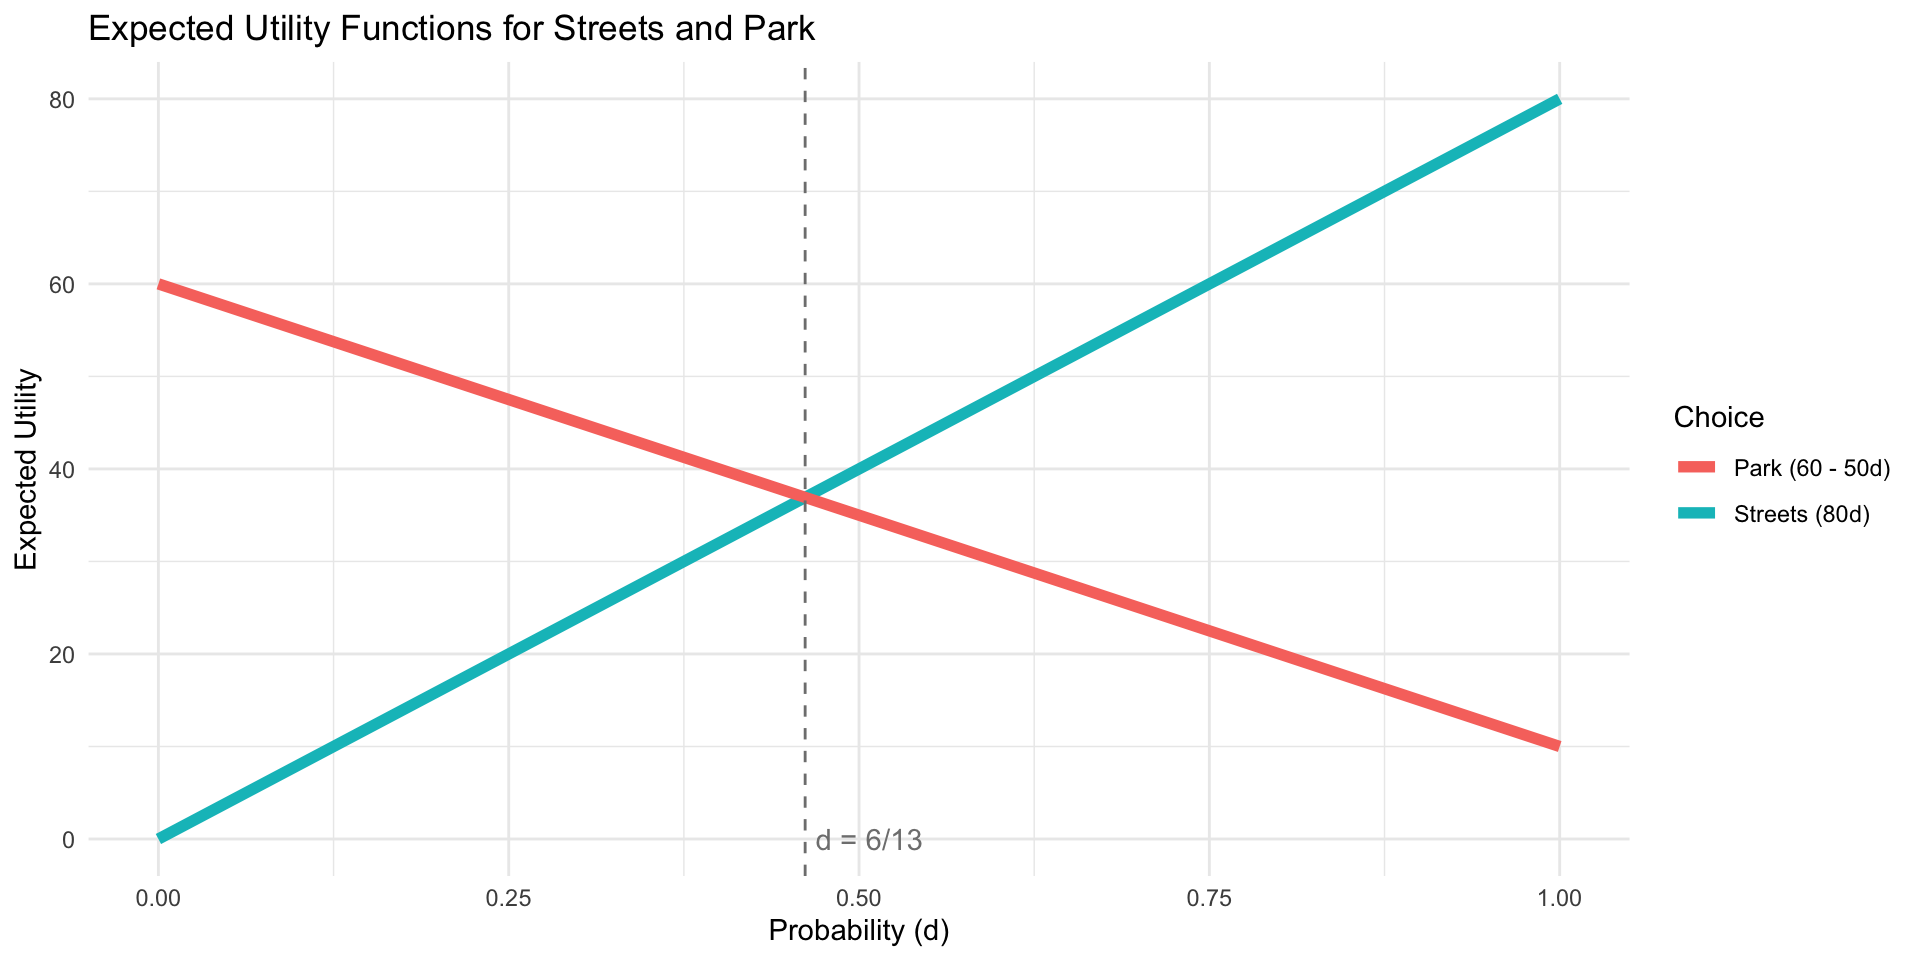 Expected Utility Functions for Streets and Park
80
60
40
20
0
Expected Utility
d = 6/13
0.00 0.25 0.50 0.75 1.00
Probability (d)
Choice
Park (60 - 50d)
Streets (80d)